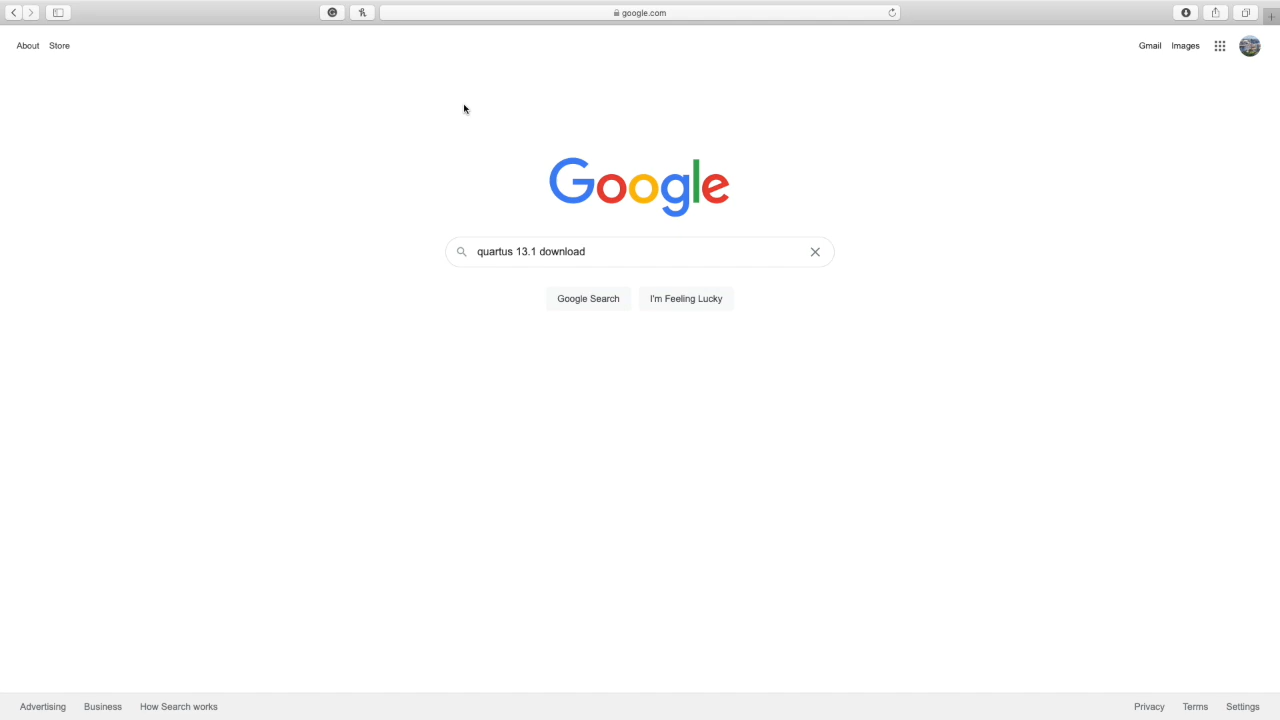 google.com
About Store
Gmail Images
Google
quartus 13.1 download
Google Search I'm Feeling Lucky
Advertising Business How Search works
Privacy Terms Settings